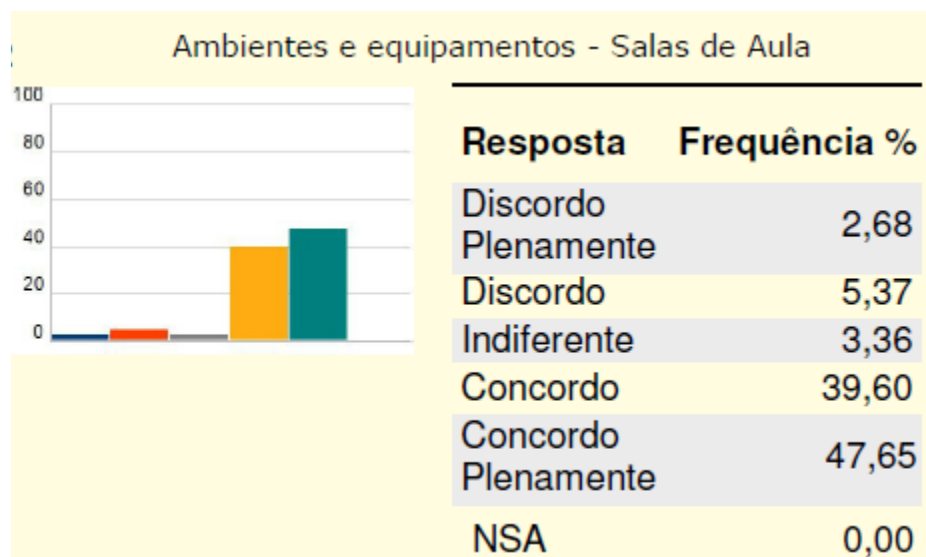 Ambientes e equipamentos - Salas de Aula
100
80
60
40
20
0
Resposta Frequência %
Discordo
Plenamente 2,68
Discordo 5,37
Indiferente 3,36
Concordo 39,60
Concordo
Plenamente 47,65
NSA 0,00